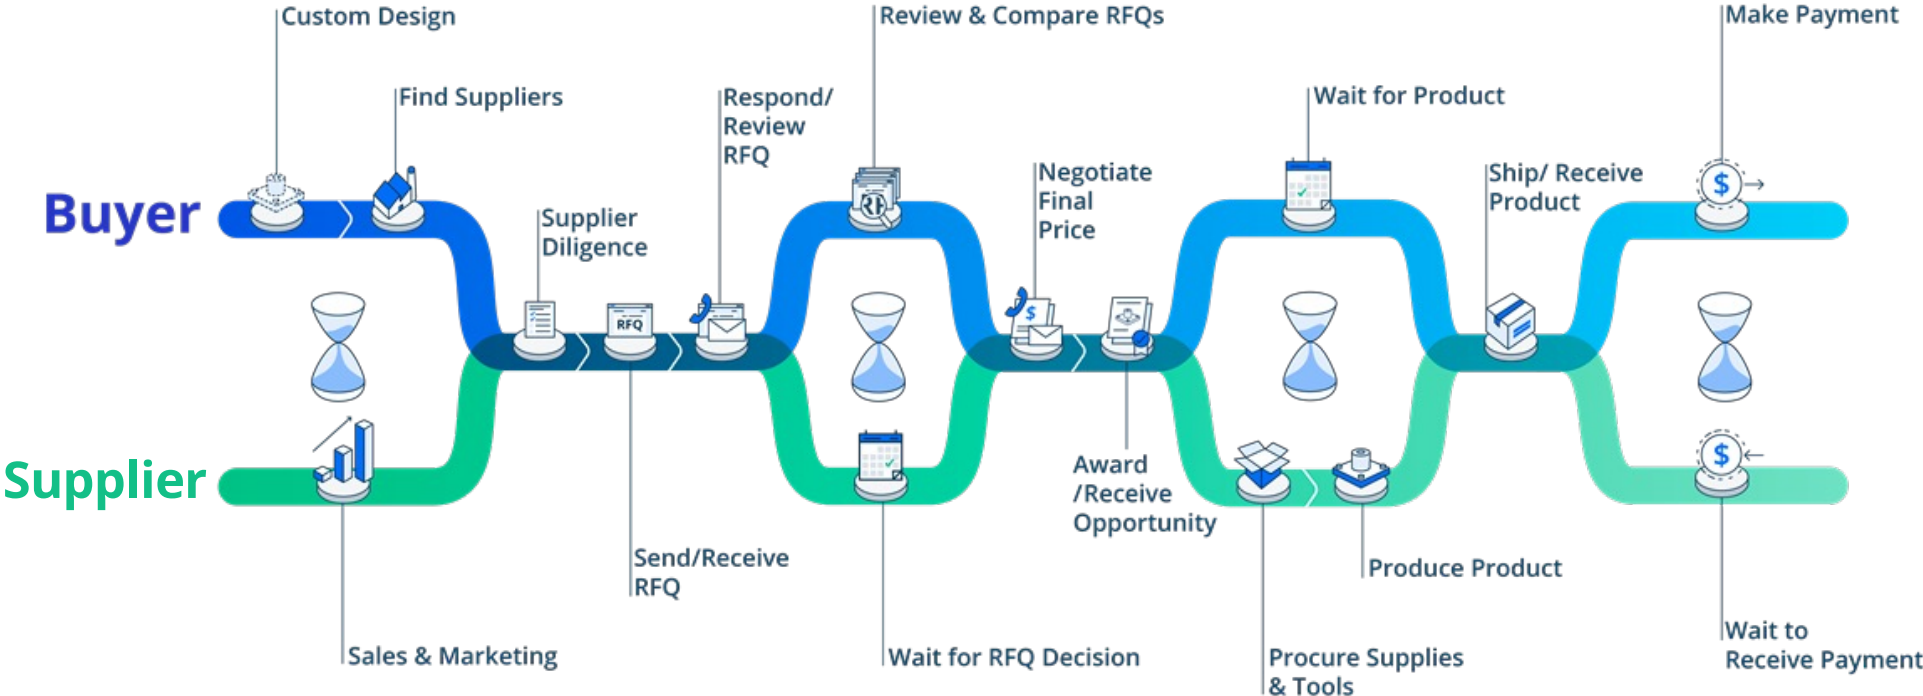 Custom Design
Review & Compare RFQs
Make Payment
Find Suppliers
Respond/
Review
RFQ
Wait for Product
Buyer
Supplier
Diligence
Negotiate
Final
Price
Ship/ Receive
Product
RF
$
$
RFQ
Supplier
$
Award
/Receive
Opportunity
Send/Receive
RFQ
Produce Product
Sales & Marketing
Wait for RFQ Decision
Procure Supplies
& Tools
Wait to
Receive Payment